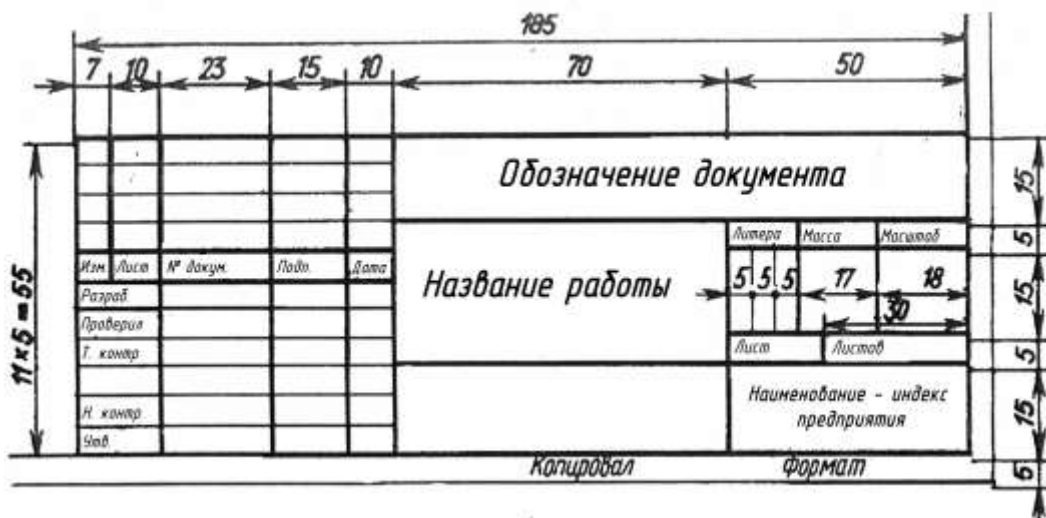 185
7 10 23 15 10 70 50
Обозначение документа
15
Литера Масса Масштаб
5
Изм. Лист № докум. Подп. Дата
Название работы
5 5 5 17 18
15
Разраб.
30
Проверил
11×5=55
Т. контр
Лист Листов
5
Наименование - индекс
предприятия
15
Н. контр
Утв.
Копировал Формат
5